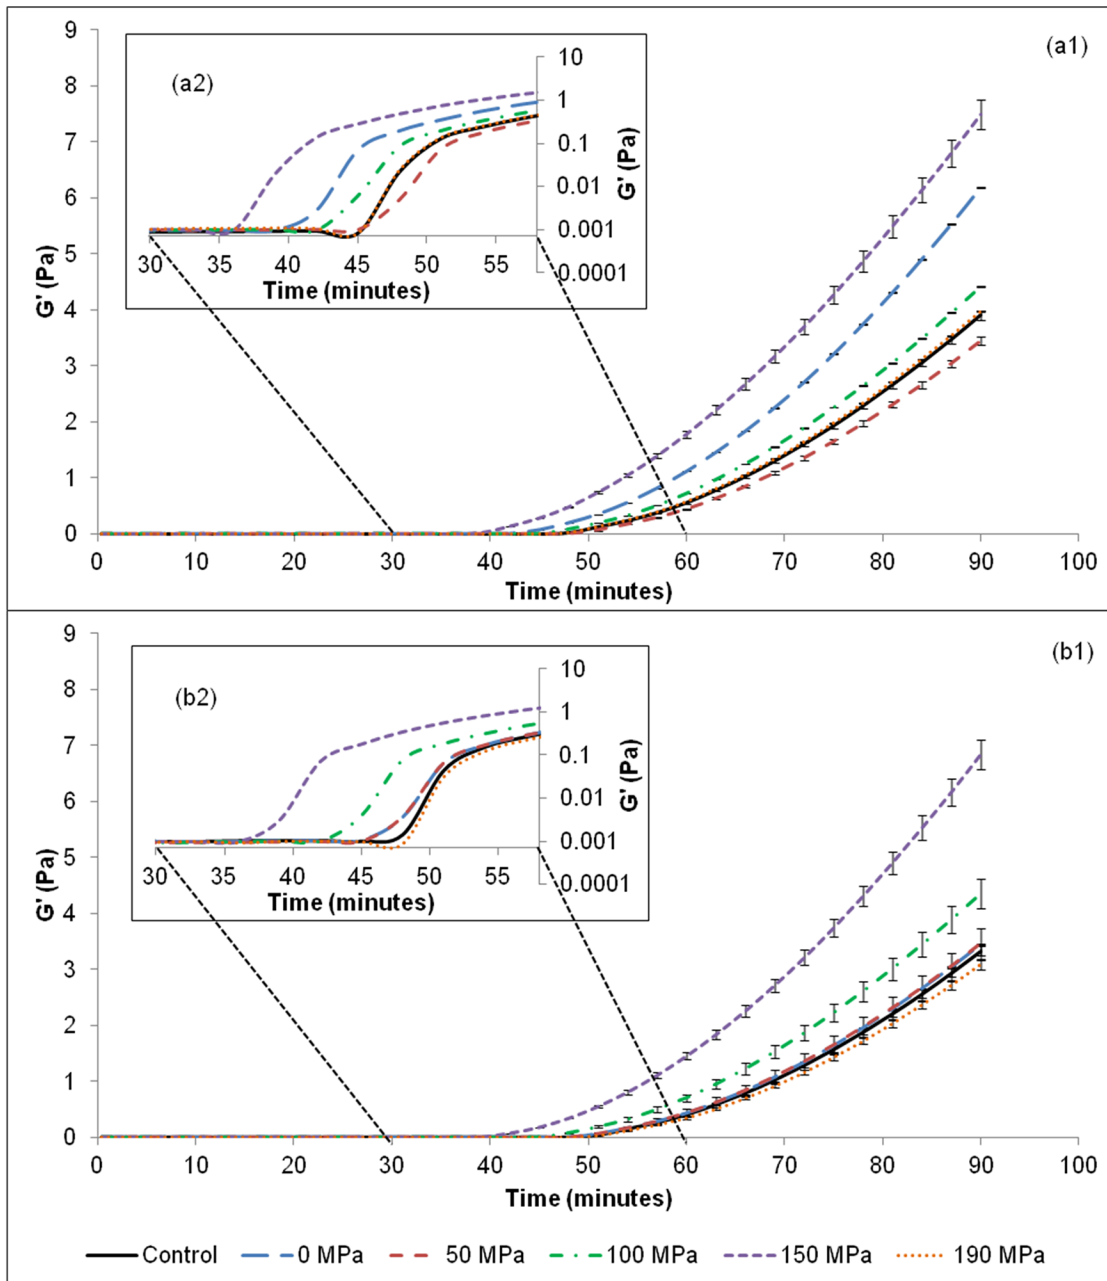 9
8
7
6
5
4
3
2
1
0
G' (Pa)
(a1)
(a2)
10
1
0.1
0.01
0.001
0.0001
G' (Pa)
30 35 40 45 50 55
Time (minutes)
0 10 20 30 40 50 60 70 80 90 100
Time (minutes)
9
8
7
6
5
4
3
2
1
0
G' (Pa)
(b1)
(b2)
10
1
0.1
0.01
0.001
0.0001
G' (Pa)
30 35 40 45 50 55
Time (minutes)
0 10 20 30 40 50 60 70 80 90 100
Time (minutes)
Control 0 MPa 50 MPa 100 MPa 150 MPa 190 MPa